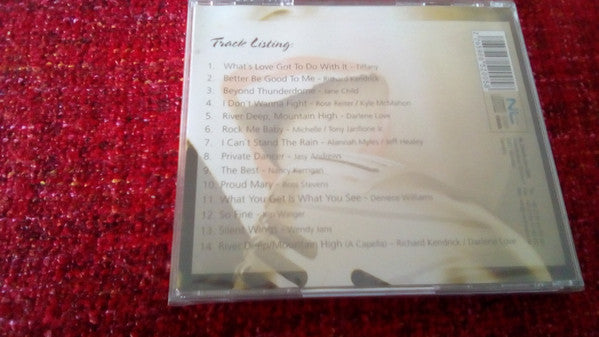 Track Listing
1. What's Love Got To Do With It - Tiffany
2. Better Be Good To Me - Richard Kendrick
3. Beyond Thunderdome - Jane Child
4. I Don't Wanna Fight - Rose Reiter / Kyle McMahon
5. River Deep, Mountain High - Darlene Love
6. Rock Me Baby - Michelle / Tony Janflone Jr.
7. I Can't Stand The Rain - Alannah Myles / Jeff Healey
8. Private Dancer - Jasy Andrews
9. The Best - Nancy Kerrigan
10. Proud Mary - Ross Stevens
11. What You Get Is What You See - Deniece Williams
12. So Fine - Kip Winger
13. Silent Wings - Wendy Jans
14. River Deep/Mountain High (A Capella) - Richard Kendrick / Darlene Love